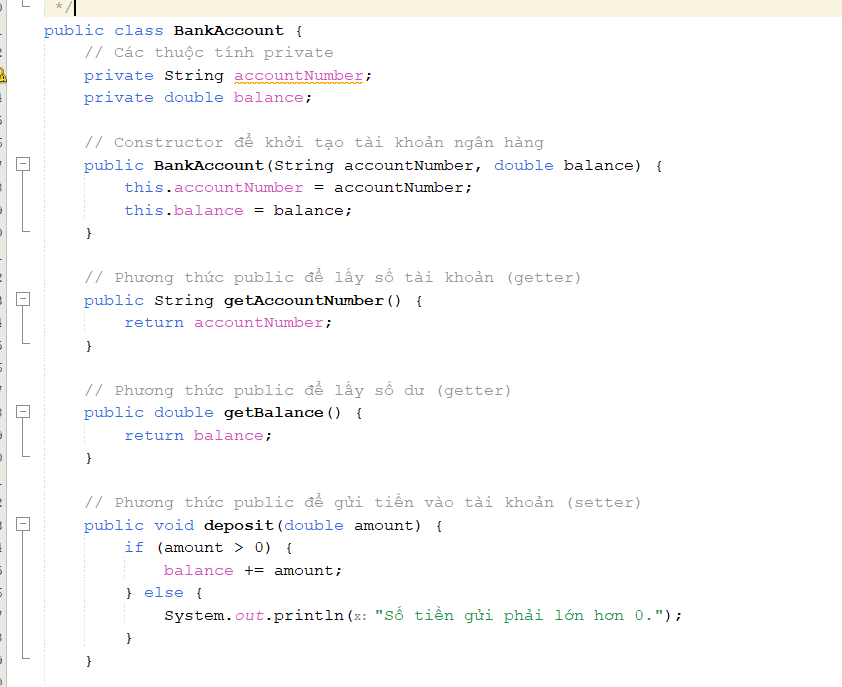 */
public class BankAccount {
// Các thuộc tính private
private String accountNumber;
private double balance;
// Constructor để khởi tạo tài khoản ngân hàng
public BankAccount(String accountNumber, double balance) {
this.accountNumber = accountNumber;
this.balance = balance;
}
// Phương thức public để lấy số tài khoản (getter)
public String getAccountNumber() {
return accountNumber;
}
// Phương thức public để lấy số dư (getter)
public double getBalance() {
return balance;
}
// Phương thức public để gửi tiền vào tài khoản (setter)
public void deposit(double amount) {
if (amount > 0) {
balance += amount;
} else {
System.out.println(x: "Số tiền gửi phải lớn hơn 0.");
}
}